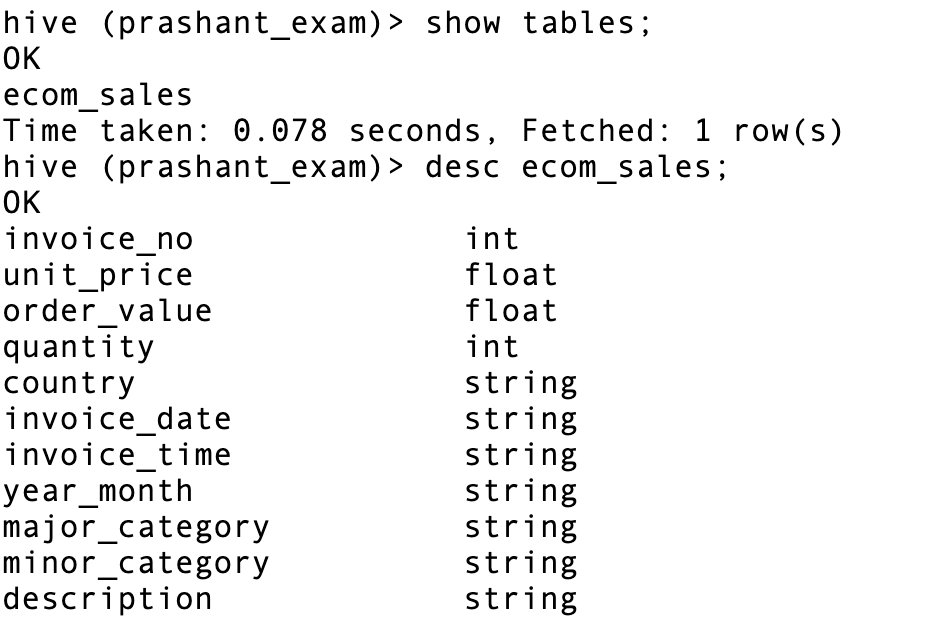 hive (prashant_exam)> show tables;
OK
ecom_sales
Time taken: 0.078 seconds, Fetched: 1 row(s)
hive (prashant_exam)> desc ecom_sales;
OK
invoice_no int
unit_price float
order_value float
quantity int
country string
invoice_date string
invoice_time string
year_month string
major_category string
minor_category string
description string